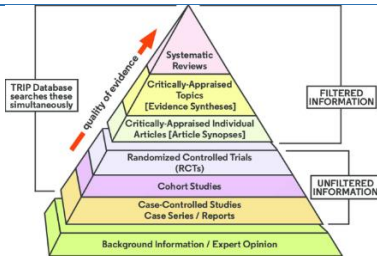 Systematic
Reviews
Critically-Appraised
Topics
[Evidence Syntheses]
Critically-Appraised Individual
Articles [Article Synopses]
Randomized Controlled Trials
(RCTs)
Cohort Studies
Case-Controlled Studies
Case Series / Reports
Background Information / Expert Opinion
quality of evidence
TRIP Database
searches these
simultaneously
FILTERED
INFORMATION
UNFILTERED
INFORMATION